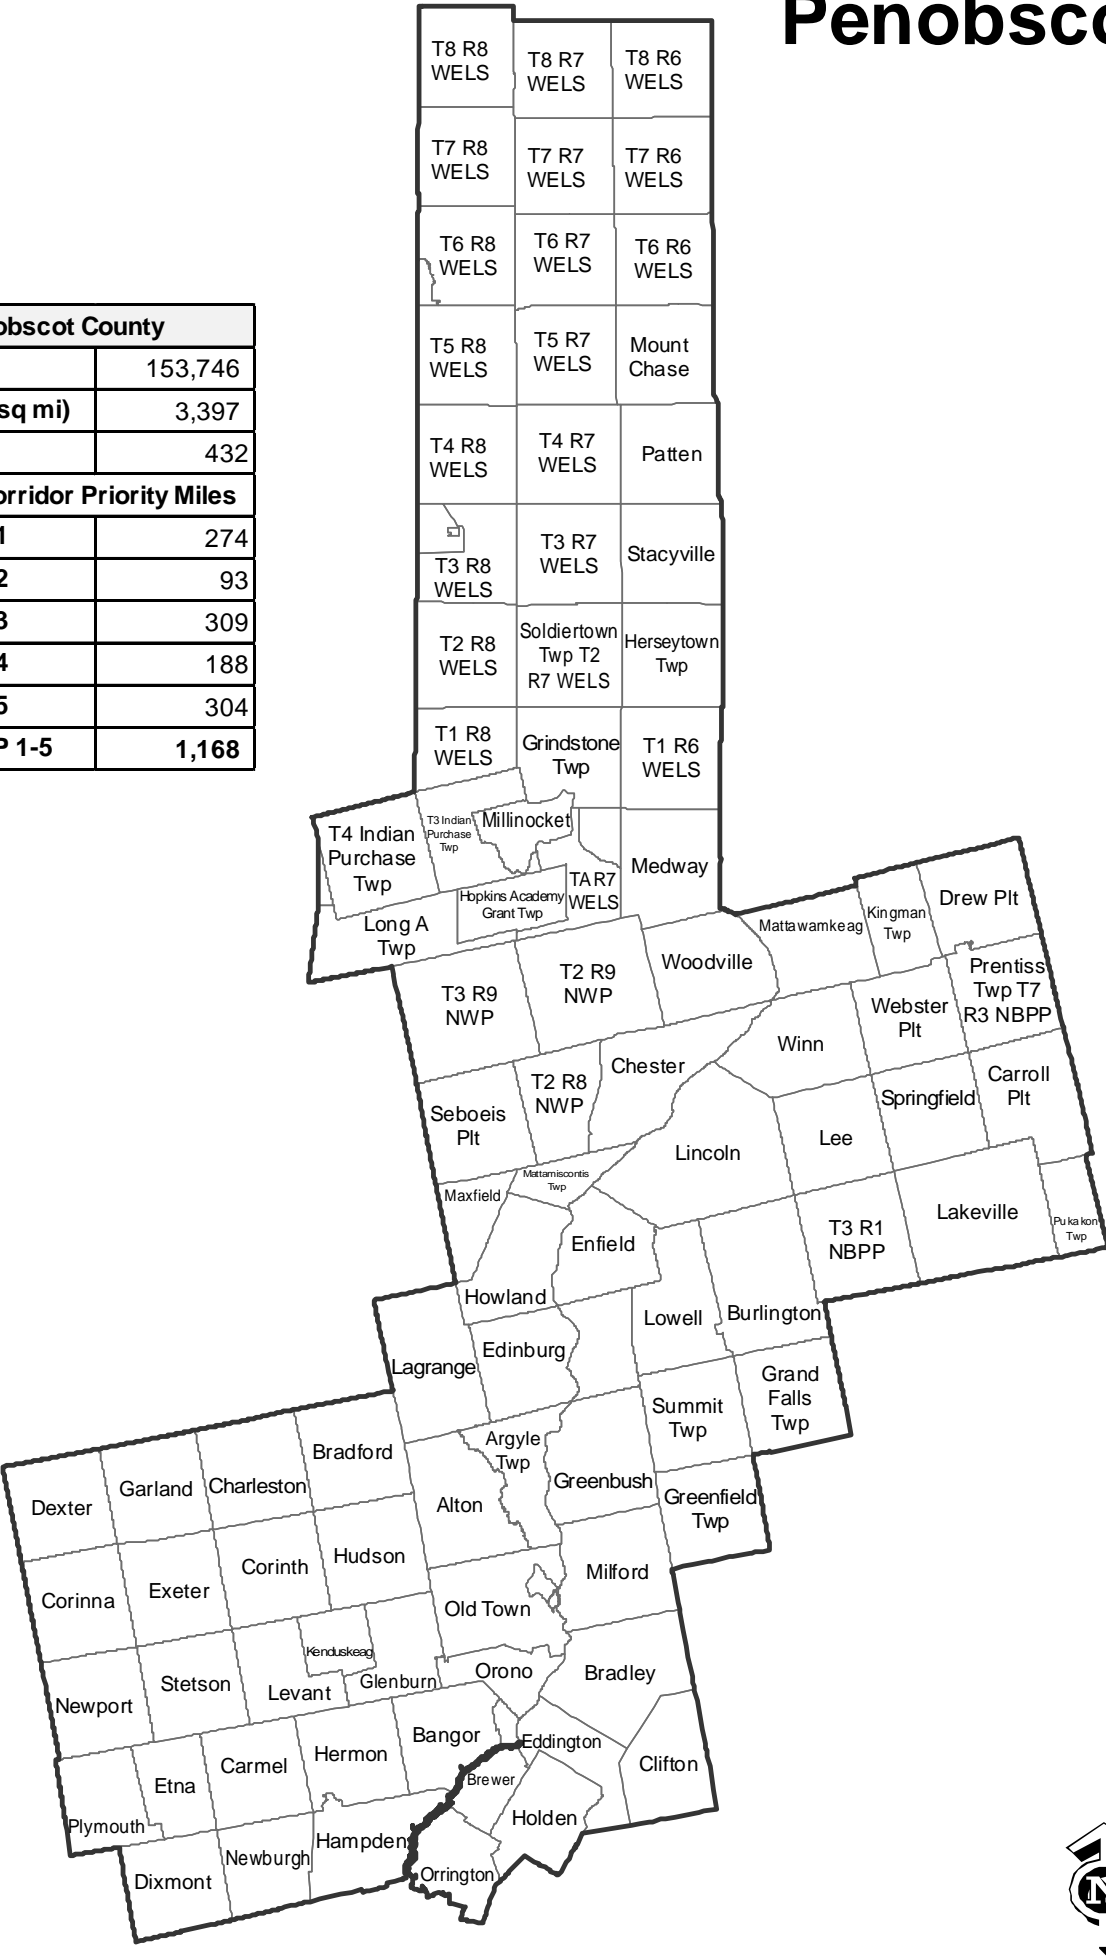 Penobsco
T8 R8
WELS
T8 R7
WELS
T8 R6
WELS
T7 R8
WELS
T7 R7
WELS
T7 R6
WELS
T6 R8
WELS
T6 R7
WELS
T6 R6
WELS
obscot County
153,746
sq mi) 3,397
432
orridor Priority Miles
1 274
2 93
3 309
4 188
5 304
P 1-5 1,168
T5 R8
WELS
T5 R7
WELS
Mount
Chase
T4 R8
WELS
T4 R7
WELS
Patten
T3 R8
WELS
T3 R7
WELS
Stacyville
T2 R8
WELS
Soldiertown
Twp T2
R7 WELS
Herseytown
Twp
T1 R8
WELS
Grindstone
Twp
T1 R6
WELS
T4 Indian
Purchase
Twp
T3 Indian
Purchase
Twp
Millinocket
Medway
TA R7
WELS
Hopkins Academy
Grant Twp
Long A
Twp
Mattawamkeag
Kingman
Twp
Drew Plt
T3 R9
NWP
T2 R9
NWP
Woodville
Prentiss
Twp T7
R3 NBPP
Webster
Plt
Winn
Chester
T2 R8
NWP
Seboeis
Plt
Carroll
Plt
Springfield
Lee
Lincoln
Mattamiscontis
Twp
Maxfield
Enfield
T3 R1
NBPP
Lakeville
Pukakon
Twp
Howland
Lowell
Burlington
Edinburg
Lagrange
Grand
Falls
Twp
Summit
Twp
Argyle
Twp
Bradford
Greenbush
Greenfield
Twp
Alton
Charleston
Garland
Dexter
Hudson
Corinth
Exeter
Corinna
Milford
Old Town
Kenduskeag
Glenburn
Orono
Bradley
Levant
Stetson
Newport
Bangor
Eddington
Hermon
Carmel
Etna
Clifton
Brewer
Holden
Plymouth
Hampden
Newburgh
Dixmont
Orrington
N